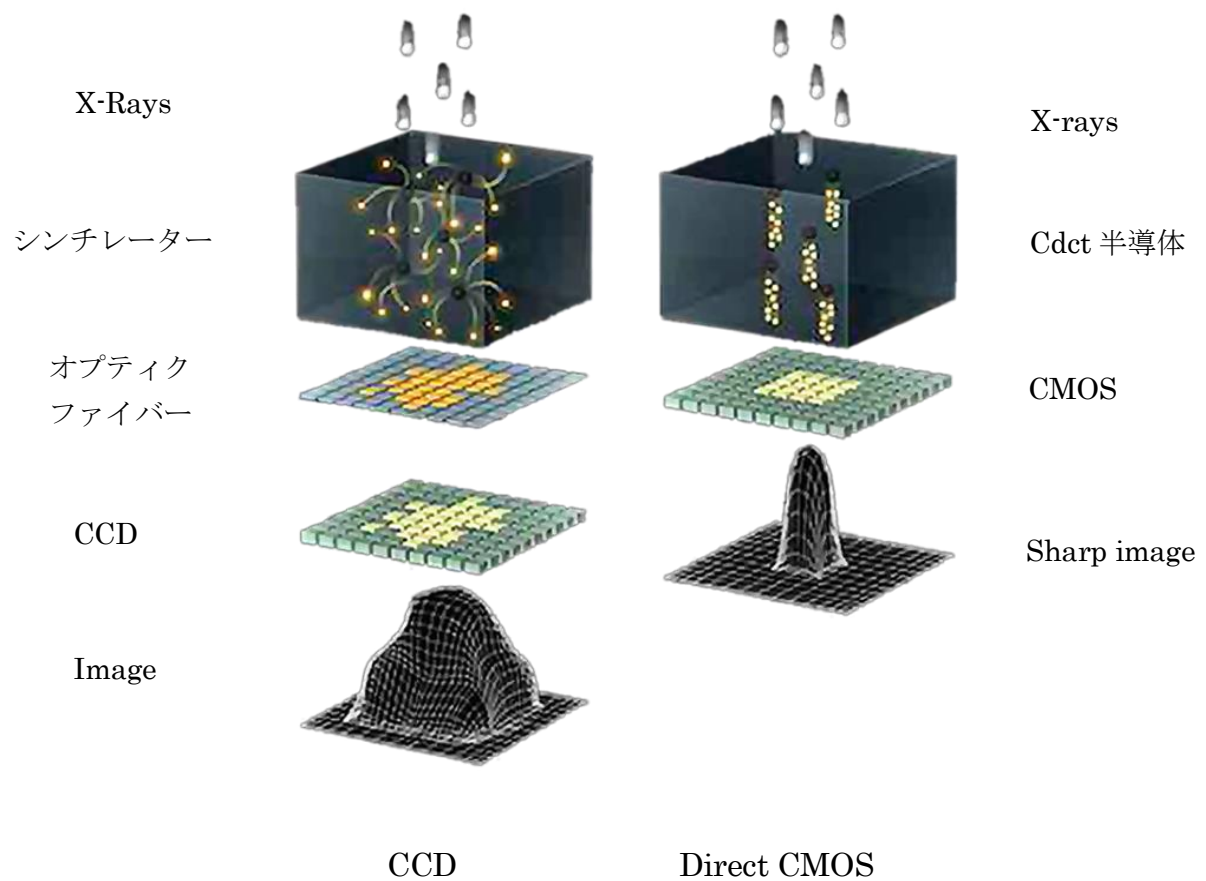 X-Rays
シンチレーター
オプティク
ファイバー
CCD
Image
X-rays
Cdct 半導体
CMOS
Sharp image
CCD
Direct CMOS